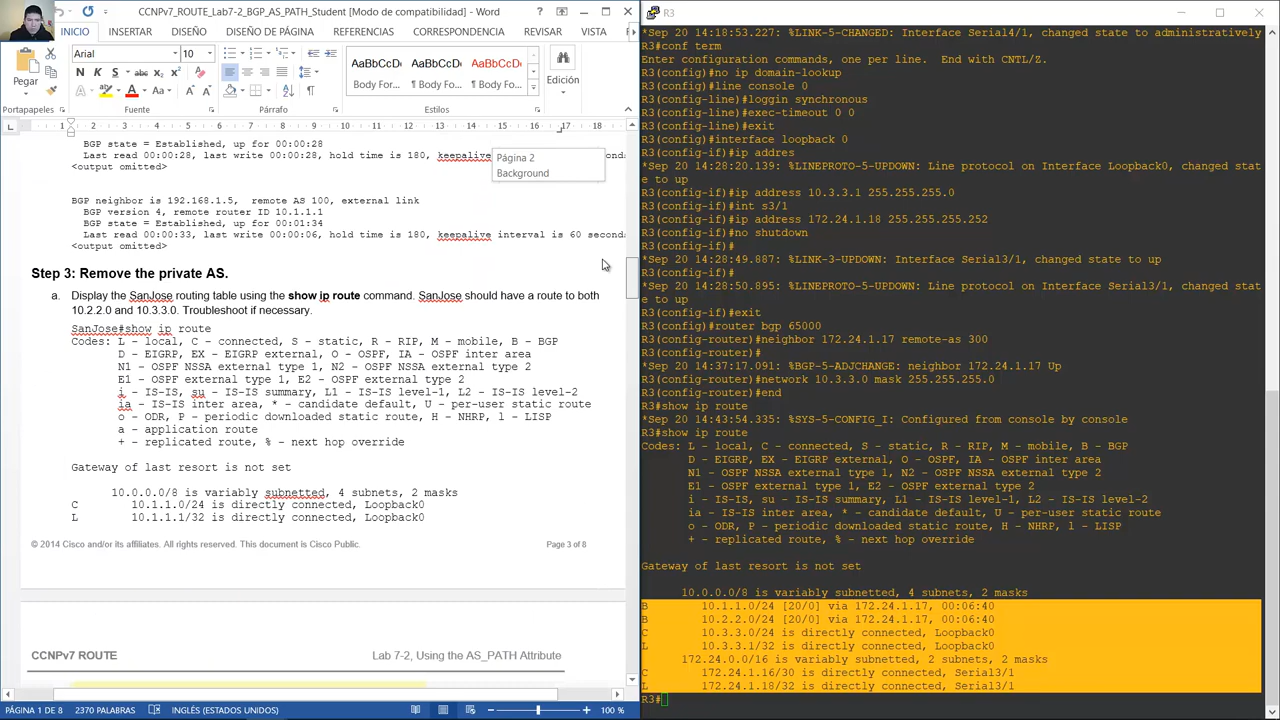 CCNPv7_ROUTE_Lab7-2_BGP_AS_PATH_Student [Modo de compatibilidad] - Word
INICIO INSERTAR DISEÑO DISEÑO DE PÁGINA REFERENCIAS CORRESPONDENCIA REVISAR VISTA
Arial 10
N K S abc x₂ x²
Aa A A
Pegar
AaBbCcD AaBbCcD AaBbCcD
Body For... ¶ Body For... ¶ Body For...
Edición
Portapapeles Fuente Párrafo Estilos
1 2 3 4 5 6 7 8 9 10 11 12 13 14 15 16 17 18
BGP state = Established, up for 00:00:28
Last read 00:00:28, last write 00:00:28, hold time is 180, keepalive
<output omitted>
Página 2
Background
BGP neighbor is 192.168.1.5, remote AS 100, external link
BGP version 4, remote router ID 10.1.1.1
BGP state = Established, up for 00:01:34
Last read 00:00:33, last write 00:00:06, hold time is 180, keepalive interval is 60 seconds
<output omitted>
Step 3: Remove the private AS.
a. Display the SanJose routing table using the show ip route command. SanJose should have a route to both
10.2.2.0 and 10.3.3.0. Troubleshoot if necessary.
SanJose#show ip route
Codes: L - local, C - connected, S - static, R - RIP, M - mobile, B - BGP
D - EIGRP, EX - EIGRP external, O - OSPF, IA - OSPF inter area
N1 - OSPF NSSA external type 1, N2 - OSPF NSSA external type 2
E1 - OSPF external type 1, E2 - OSPF external type 2
i - IS-IS, su - IS-IS summary, L1 - IS-IS level-1, L2 - IS-IS level-2
ia - IS-IS inter area, * - candidate default, U - per-user static route
o - ODR, P - periodic downloaded static route, H - NHRP, l - LISP
a - application route
+ - replicated route, % - next hop override
Gateway of last resort is not set
10.0.0.0/8 is variably subnetted, 4 subnets, 2 masks
C 10.1.1.0/24 is directly connected, Loopback0
L 10.1.1.1/32 is directly connected, Loopback0
© 2014 Cisco and/or its affiliates. All rights reserved. This document is Cisco Public. Page 3 of 8
CCNPv7 ROUTE Lab 7-2, Using the AS_PATH Attribute
PÁGINA 1 DE 8 2370 PALABRAS INGLÉS (ESTADOS UNIDOS) 100 %
R3
*Sep 20 14:18:53.227: %LINK-5-CHANGED: Interface Serial4/1, changed state to administratively
R3#conf term
Enter configuration commands, one per line. End with CNTL/Z.
R3(config)#no ip domain-lookup
R3(config)#line console 0
R3(config-line)#loggin synchronous
R3(config-line)#exec-timeout 0 0
R3(config-line)#exit
R3(config)#interface loopback 0
R3(config-if)#ip addres
*Sep 20 14:28:20.139: %LINEPROTO-5-UPDOWN: Line protocol on Interface Loopback0, changed stat
e to up
R3(config-if)#ip address 10.3.3.1 255.255.255.0
R3(config-if)#int s3/1
R3(config-if)#ip address 172.24.1.18 255.255.255.252
R3(config-if)#no shutdown
R3(config-if)#
*Sep 20 14:28:49.887: %LINK-3-UPDOWN: Interface Serial3/1, changed state to up
R3(config-if)#
*Sep 20 14:28:50.895: %LINEPROTO-5-UPDOWN: Line protocol on Interface Serial3/1, changed stat
e to up
R3(config-if)#exit
R3(config)#router bgp 65000
R3(config-router)#neighbor 172.24.1.17 remote-as 300
R3(config-router)#
*Sep 20 14:37:17.091: %BGP-5-ADJCHANGE: neighbor 172.24.1.17 Up
R3(config-router)#network 10.3.3.0 mask 255.255.255.0
R3(config-router)#end
R3#show ip route
*Sep 20 14:43:54.335: %SYS-5-CONFIG_I: Configured from console by console
R3#show ip route
Codes: L - local, C - connected, S - static, R - RIP, M - mobile, B - BGP
D - EIGRP, EX - EIGRP external, O - OSPF, IA - OSPF inter area
N1 - OSPF NSSA external type 1, N2 - OSPF NSSA external type 2
E1 - OSPF external type 1, E2 - OSPF external type 2
i - IS-IS, su - IS-IS summary, L1 - IS-IS level-1, L2 - IS-IS level-2
ia - IS-IS inter area, * - candidate default, U - per-user static route
o - ODR, P - periodic downloaded static route, H - NHRP, l - LISP
+ - replicated route, % - next hop override
Gateway of last resort is not set
10.0.0.0/8 is variably subnetted, 4 subnets, 2 masks
B 10.1.1.0/24 [20/0] via 172.24.1.17, 00:06:40
B 10.2.2.0/24 [20/0] via 172.24.1.17, 00:06:40
C 10.3.3.0/24 is directly connected, Loopback0
L 10.3.3.1/32 is directly connected, Loopback0
172.24.0.0/16 is variably subnetted, 2 subnets, 2 masks
C 172.24.1.16/30 is directly connected, Serial3/1
L 172.24.1.18/32 is directly connected, Serial3/1
R3#